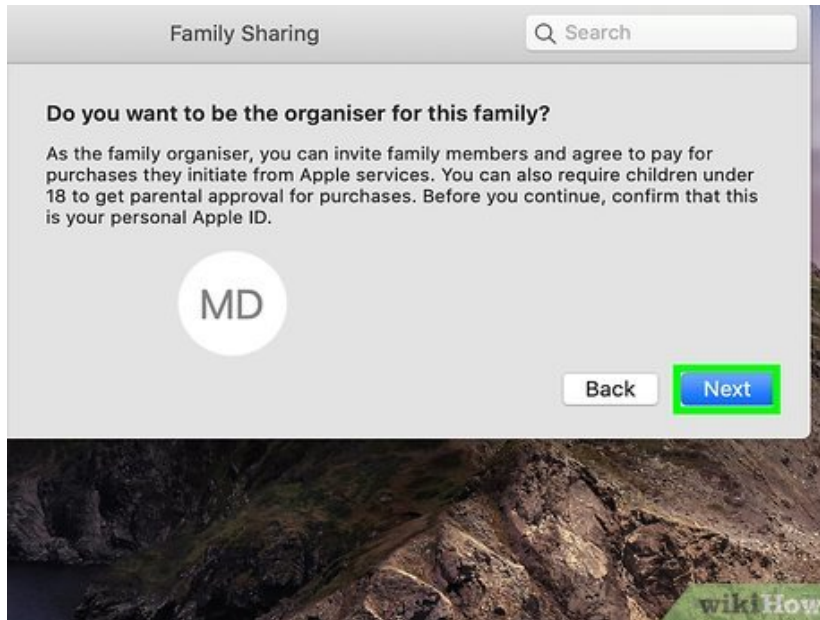 Family Sharing
Search
Do you want to be the organiser for this family?
As the family organiser, you can invite family members and agree to pay for
purchases they initiate from Apple services. You can also require children under
18 to get parental approval for purchases. Before you continue, confirm that this
is your personal Apple ID.
MD
Back
Next
wikiHow